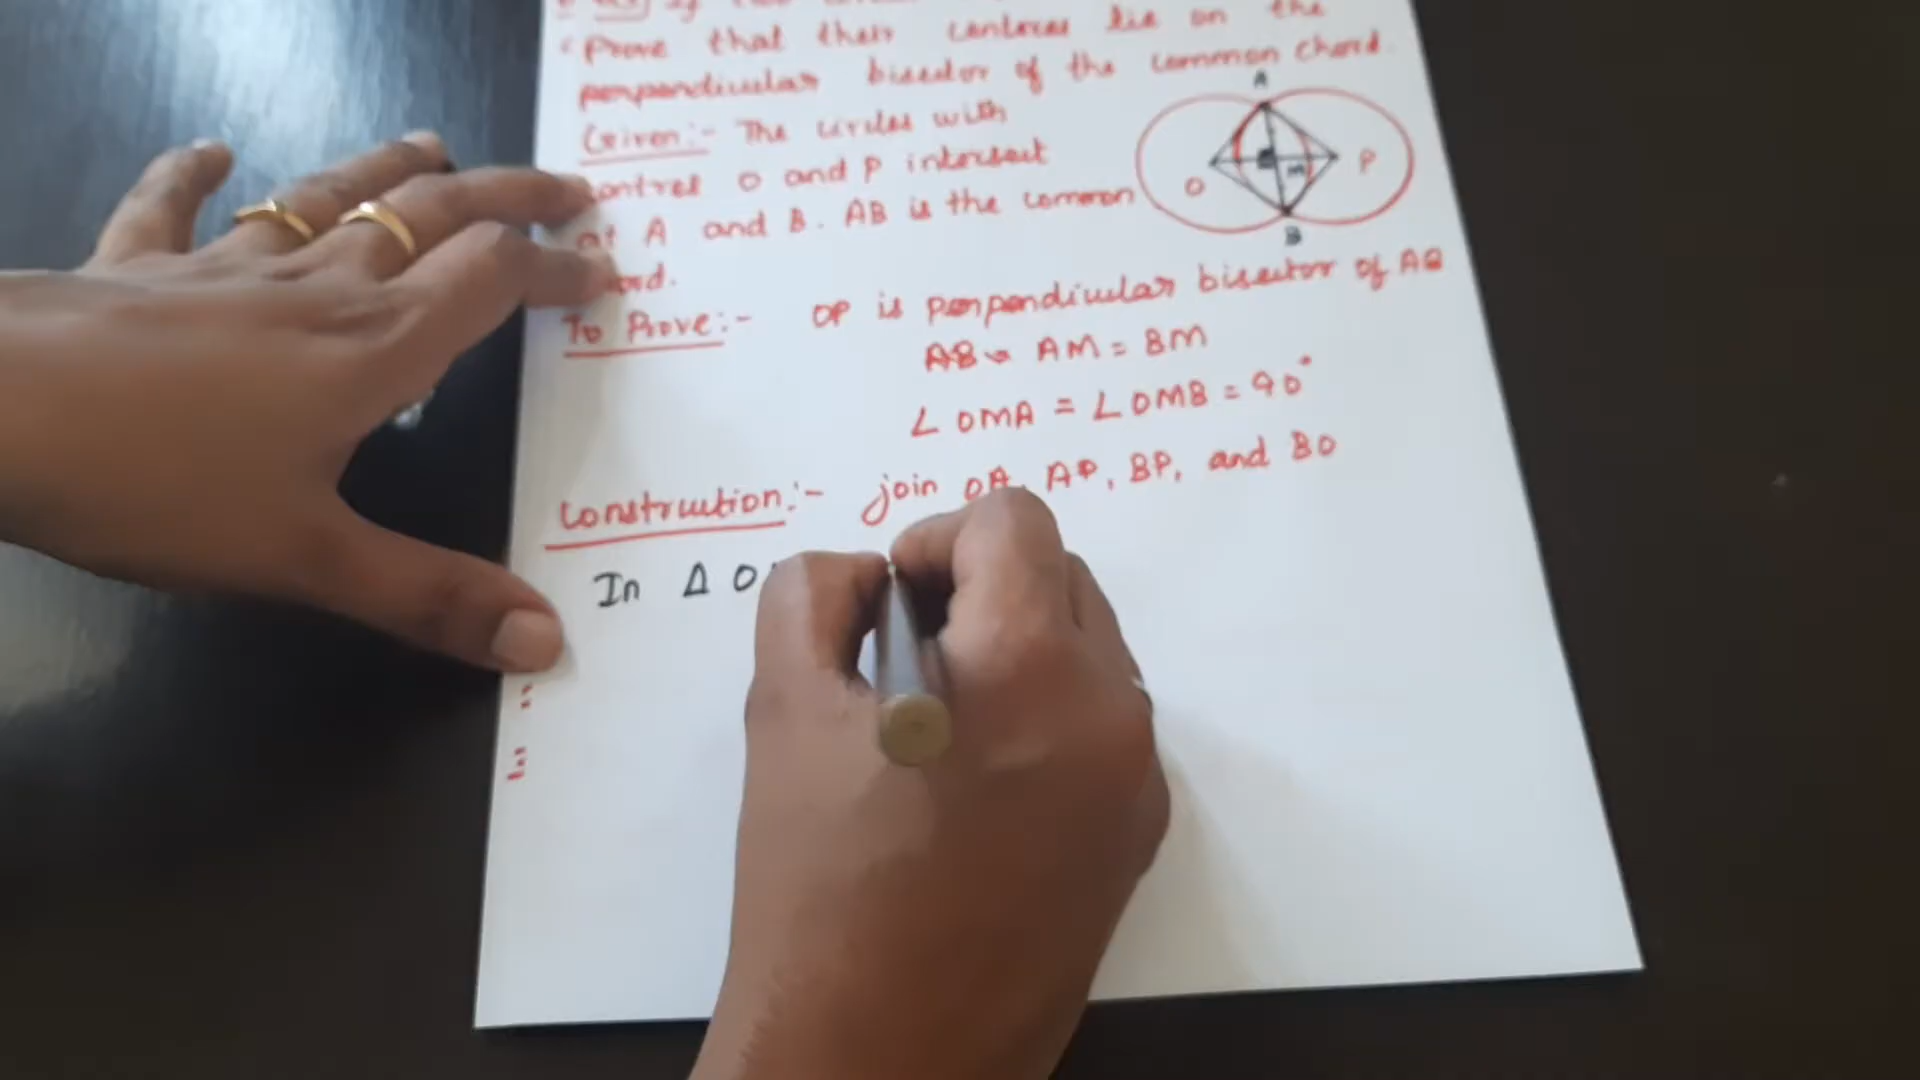 Prove that their centeres lie on the
perpendicular bisector of the common chord.
Given:- The circles with
centres O and P intersect
at A and B. AB is the common
To Prove:- OP is perpendicular bisector of AB
AB AM = BM
∠ OMA = ∠ OMB = 90°
Construction:- join OA, AP, BP, and BO
In Δ O
A
O
M
P
B